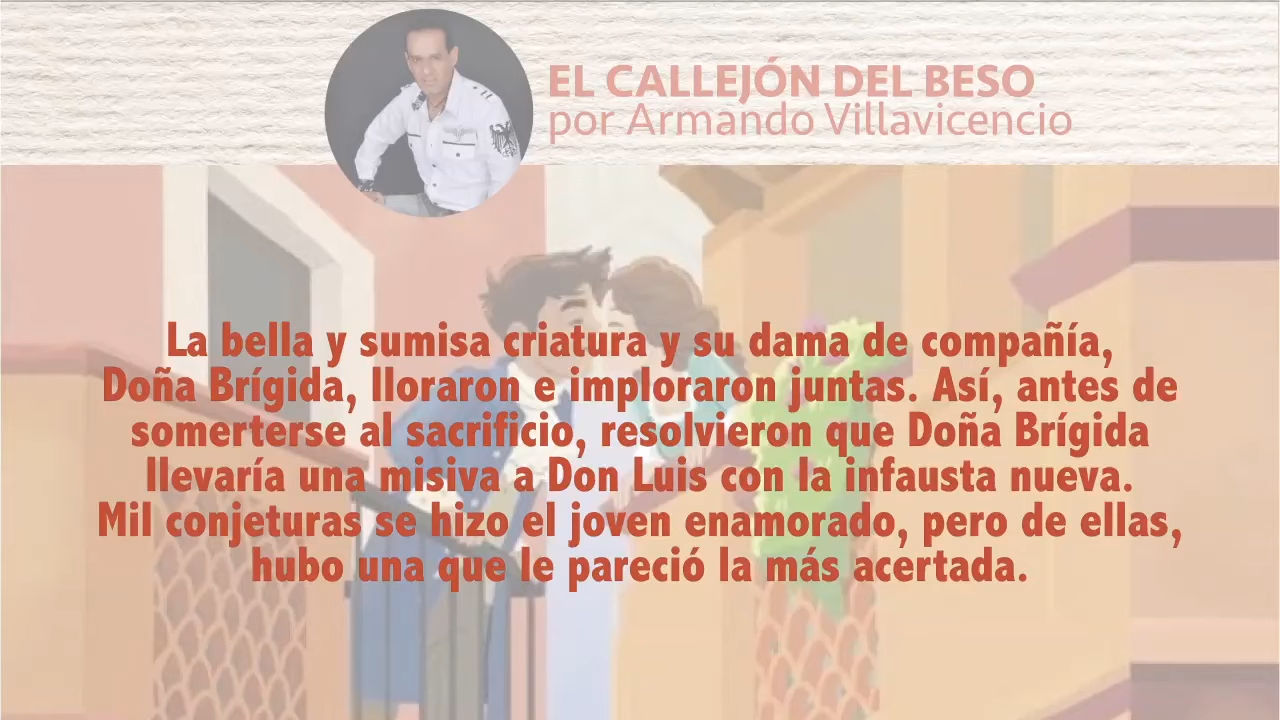 EL CALLEJÓN DEL BESO
por Armando Villavicencio
La bella y sumisa criatura y su dama de compañía,
Doña Brígida, lloraron e imploraron juntas. Así, antes de
somerterse al sacrificio, resolvieron que Doña Brígida
llevaría una misiva a Don Luis con la infausta nueva.
Mil conjeturas se hizo el joven enamorado, pero de ellas,
hubo una que le pareció la más acertada.